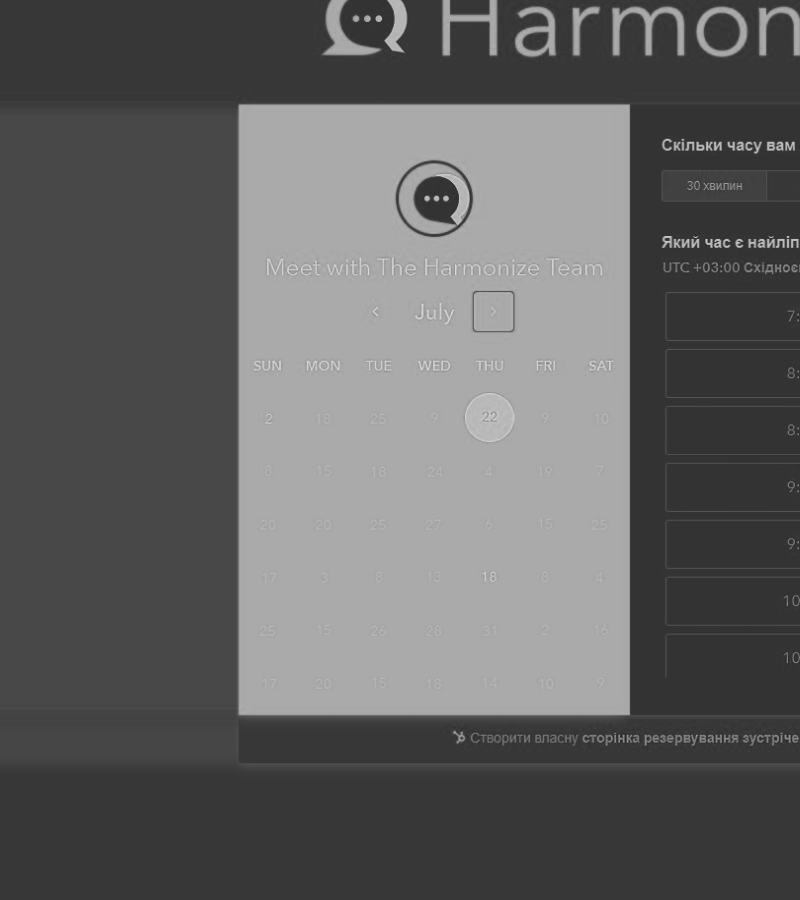 Harmon
Meet with The Harmonize Team
July
SUN MON TUE WED THU FRI SAT
2 18 25 9 22 9 10
8 15 18 24 4 19 7
20 20 25 27 6 15 25
17 3 8 13 18 8 4
25 15 26 28 31 2 16
17 20 15 18 14 10 9
Скільки часу вам
30 хвилин
Який час є найліп
UTC +03:00 Східноє
7:
8:
8:
9:
9:
10
10
Створити власну сторінка резервування зустріче